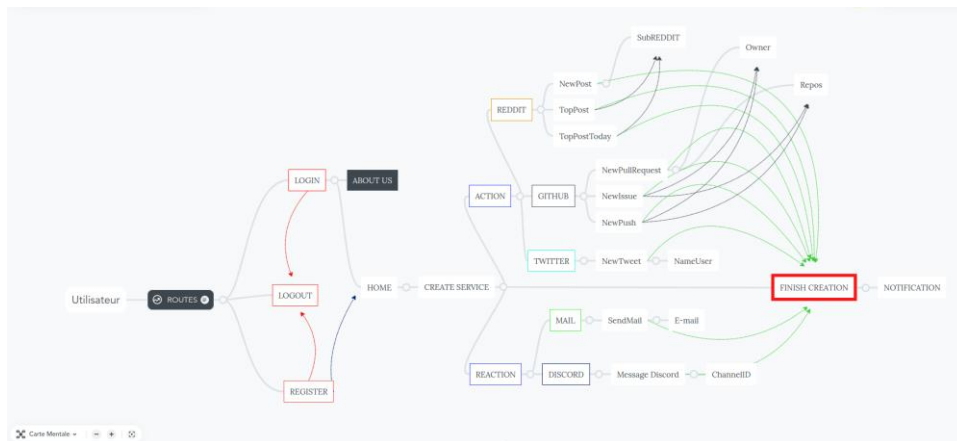 SubREDDIT
Owner
NewPost
Repos
REDDIT
TopPost
TopPostToday
NewPullRequest
LOGIN
ABOUT US
ACTION
GITHUB
NewIssue
NewPush
TWITTER
NewTweet
NameUser
Utilisateur
ROUTES
LOGOUT
HOME
CREATE SERVICE
FINISH CREATION
NOTIFICATION
MAIL
SendMail
E-mail
REACTION
DISCORD
Message Discord
ChannelID
REGISTER
Carte Mentale